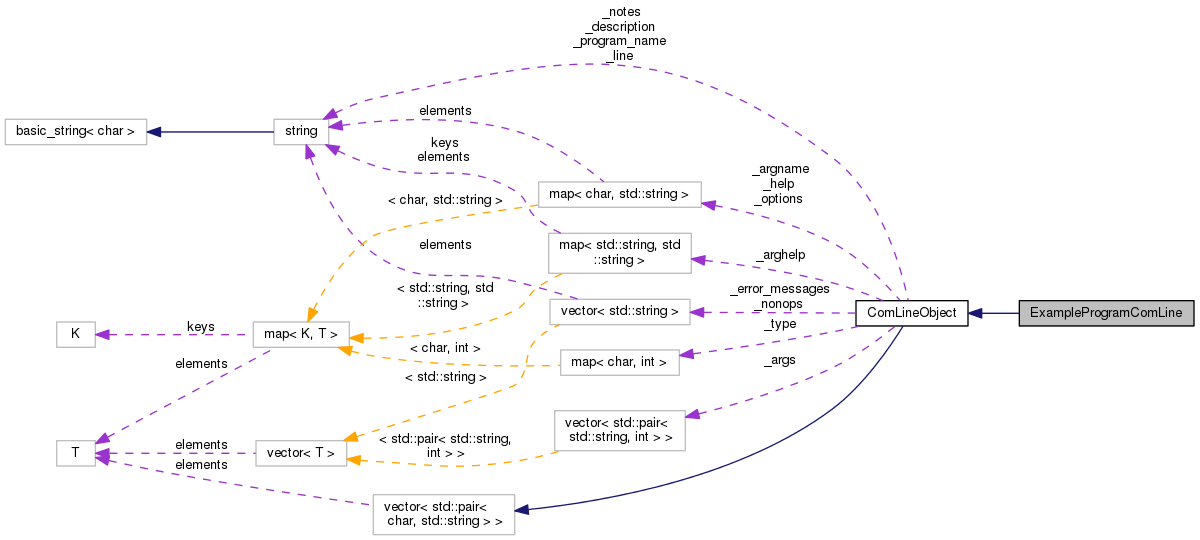 _notes
_description
_program_name
_line
elements
basic_string< char >
string
keys
elements
_argname
_help
_options
map< char, std::string >
< char, std::string >
elements
map< std::string, std
::string >
_arghelp
< std::string, std
::string >
_error_messages
_nonops
vector< std::string >
ComLineObject
ExampleProgramComLine
K
keys
map< K, T >
_type
< char, int >
map< char, int >
elements
_args
< std::string >
vector< std::pair<
std::string, int > >
T
elements
vector< T >
< std::pair< std::string,
int > >
elements
vector< std::pair<
char, std::string > >